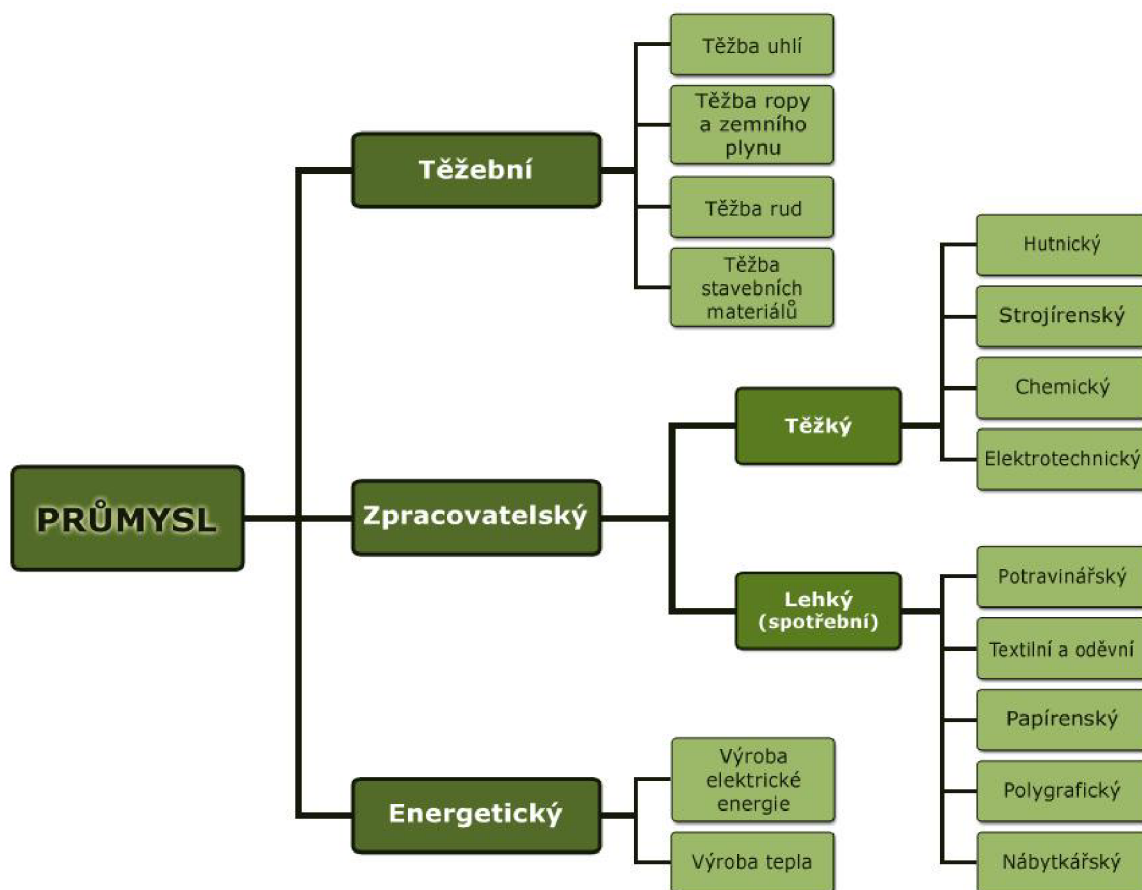 PRŮMYSL
Těžební
Těžba uhlí
Těžba ropy
a zemního
plynu
Těžba rud
Těžba
stavebních
materiálů
Zpracovatelský
Těžký
Hutnický
Strojírenský
Chemický
Elektrotechnický
Lehký
(spotřební)
Potravinářský
Textilní a oděvní
Papírenský
Polygrafický
Nábytkářský
Energetický
Výroba
elektrické
energie
Výroba tepla